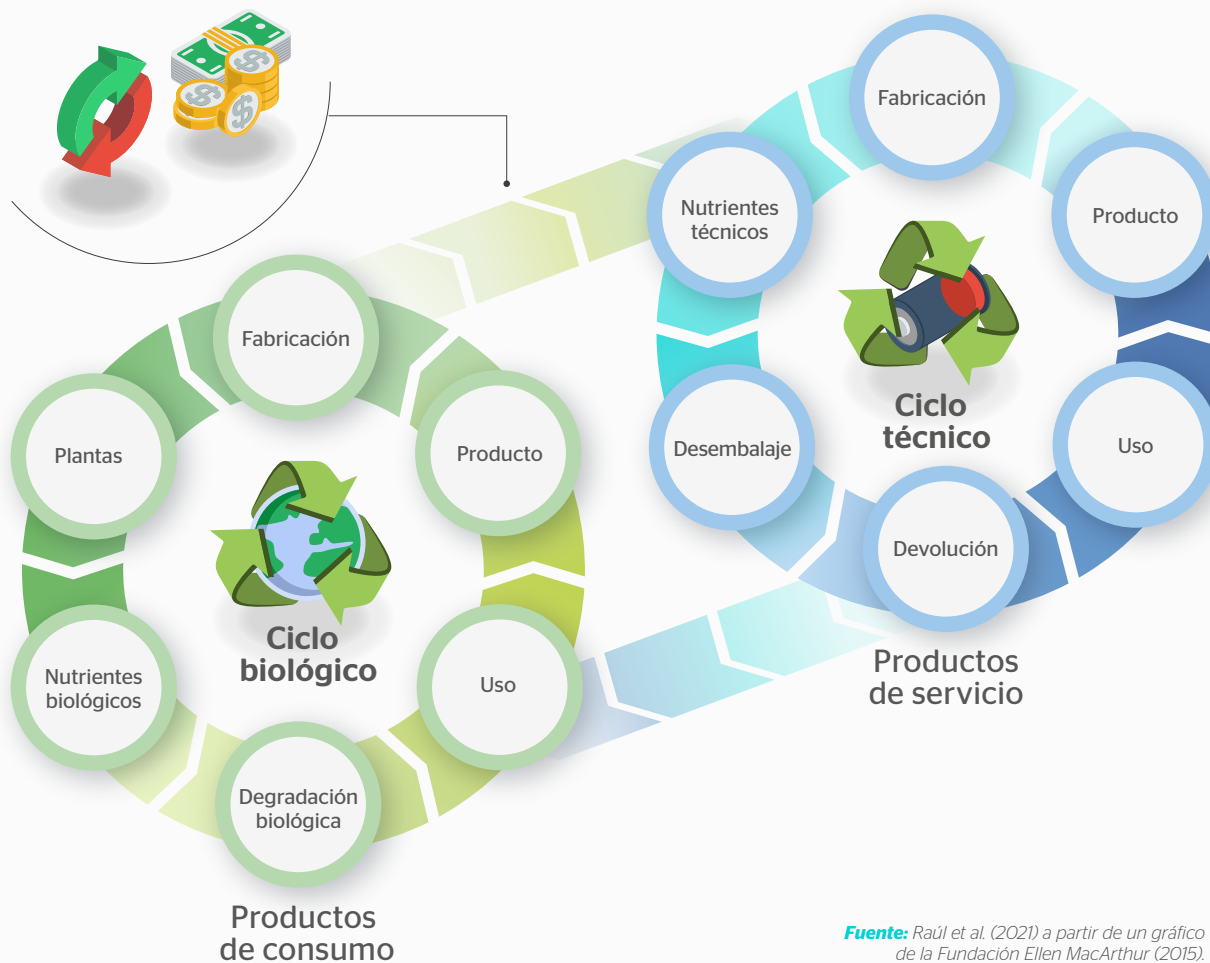 Fabricación
Nutrientes
técnicos
Producto
Ciclo
técnico
Desembalaje
Uso
Devolución
Productos
de servicio
Fabricación
Plantas
Producto
Ciclo
biológico
Nutrientes
biológicos
Uso
Degradación
biológica
Productos
de consumo
Fuente: Raúl et al. (2021) a partir de un gráfico
de la Fundación Ellen MacArthur (2015).